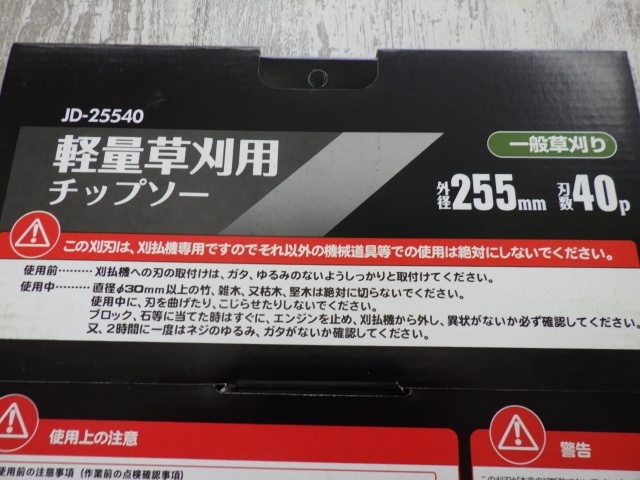 JD-25540
軽量草刈用
チップソー
一般草刈り
外径255mm 刃数40p
この刈刃は、刈払機専用ですのでそれ以外の機械道具等での使用は絶対にしないでください。
使用前………刈払機への刃の取付けは、ガタ、ゆるみのないようしっかりと取付けてください。
使用中………直径φ30mm以上の竹、雑木、又枯木、堅木は絶対に切らないでください。
使用中に、刃を曲げたり、こじらせたりしないでください。
ブロック、石等に当てた時はすぐに、エンジンを止め、刈払機から外し、異状がないか必ず確認してください。
又、2時間に一度はネジのゆるみ、ガタがないか確認してください。
使用上の注意
警告
使用前の注意事項（作業前の点検確認事項）